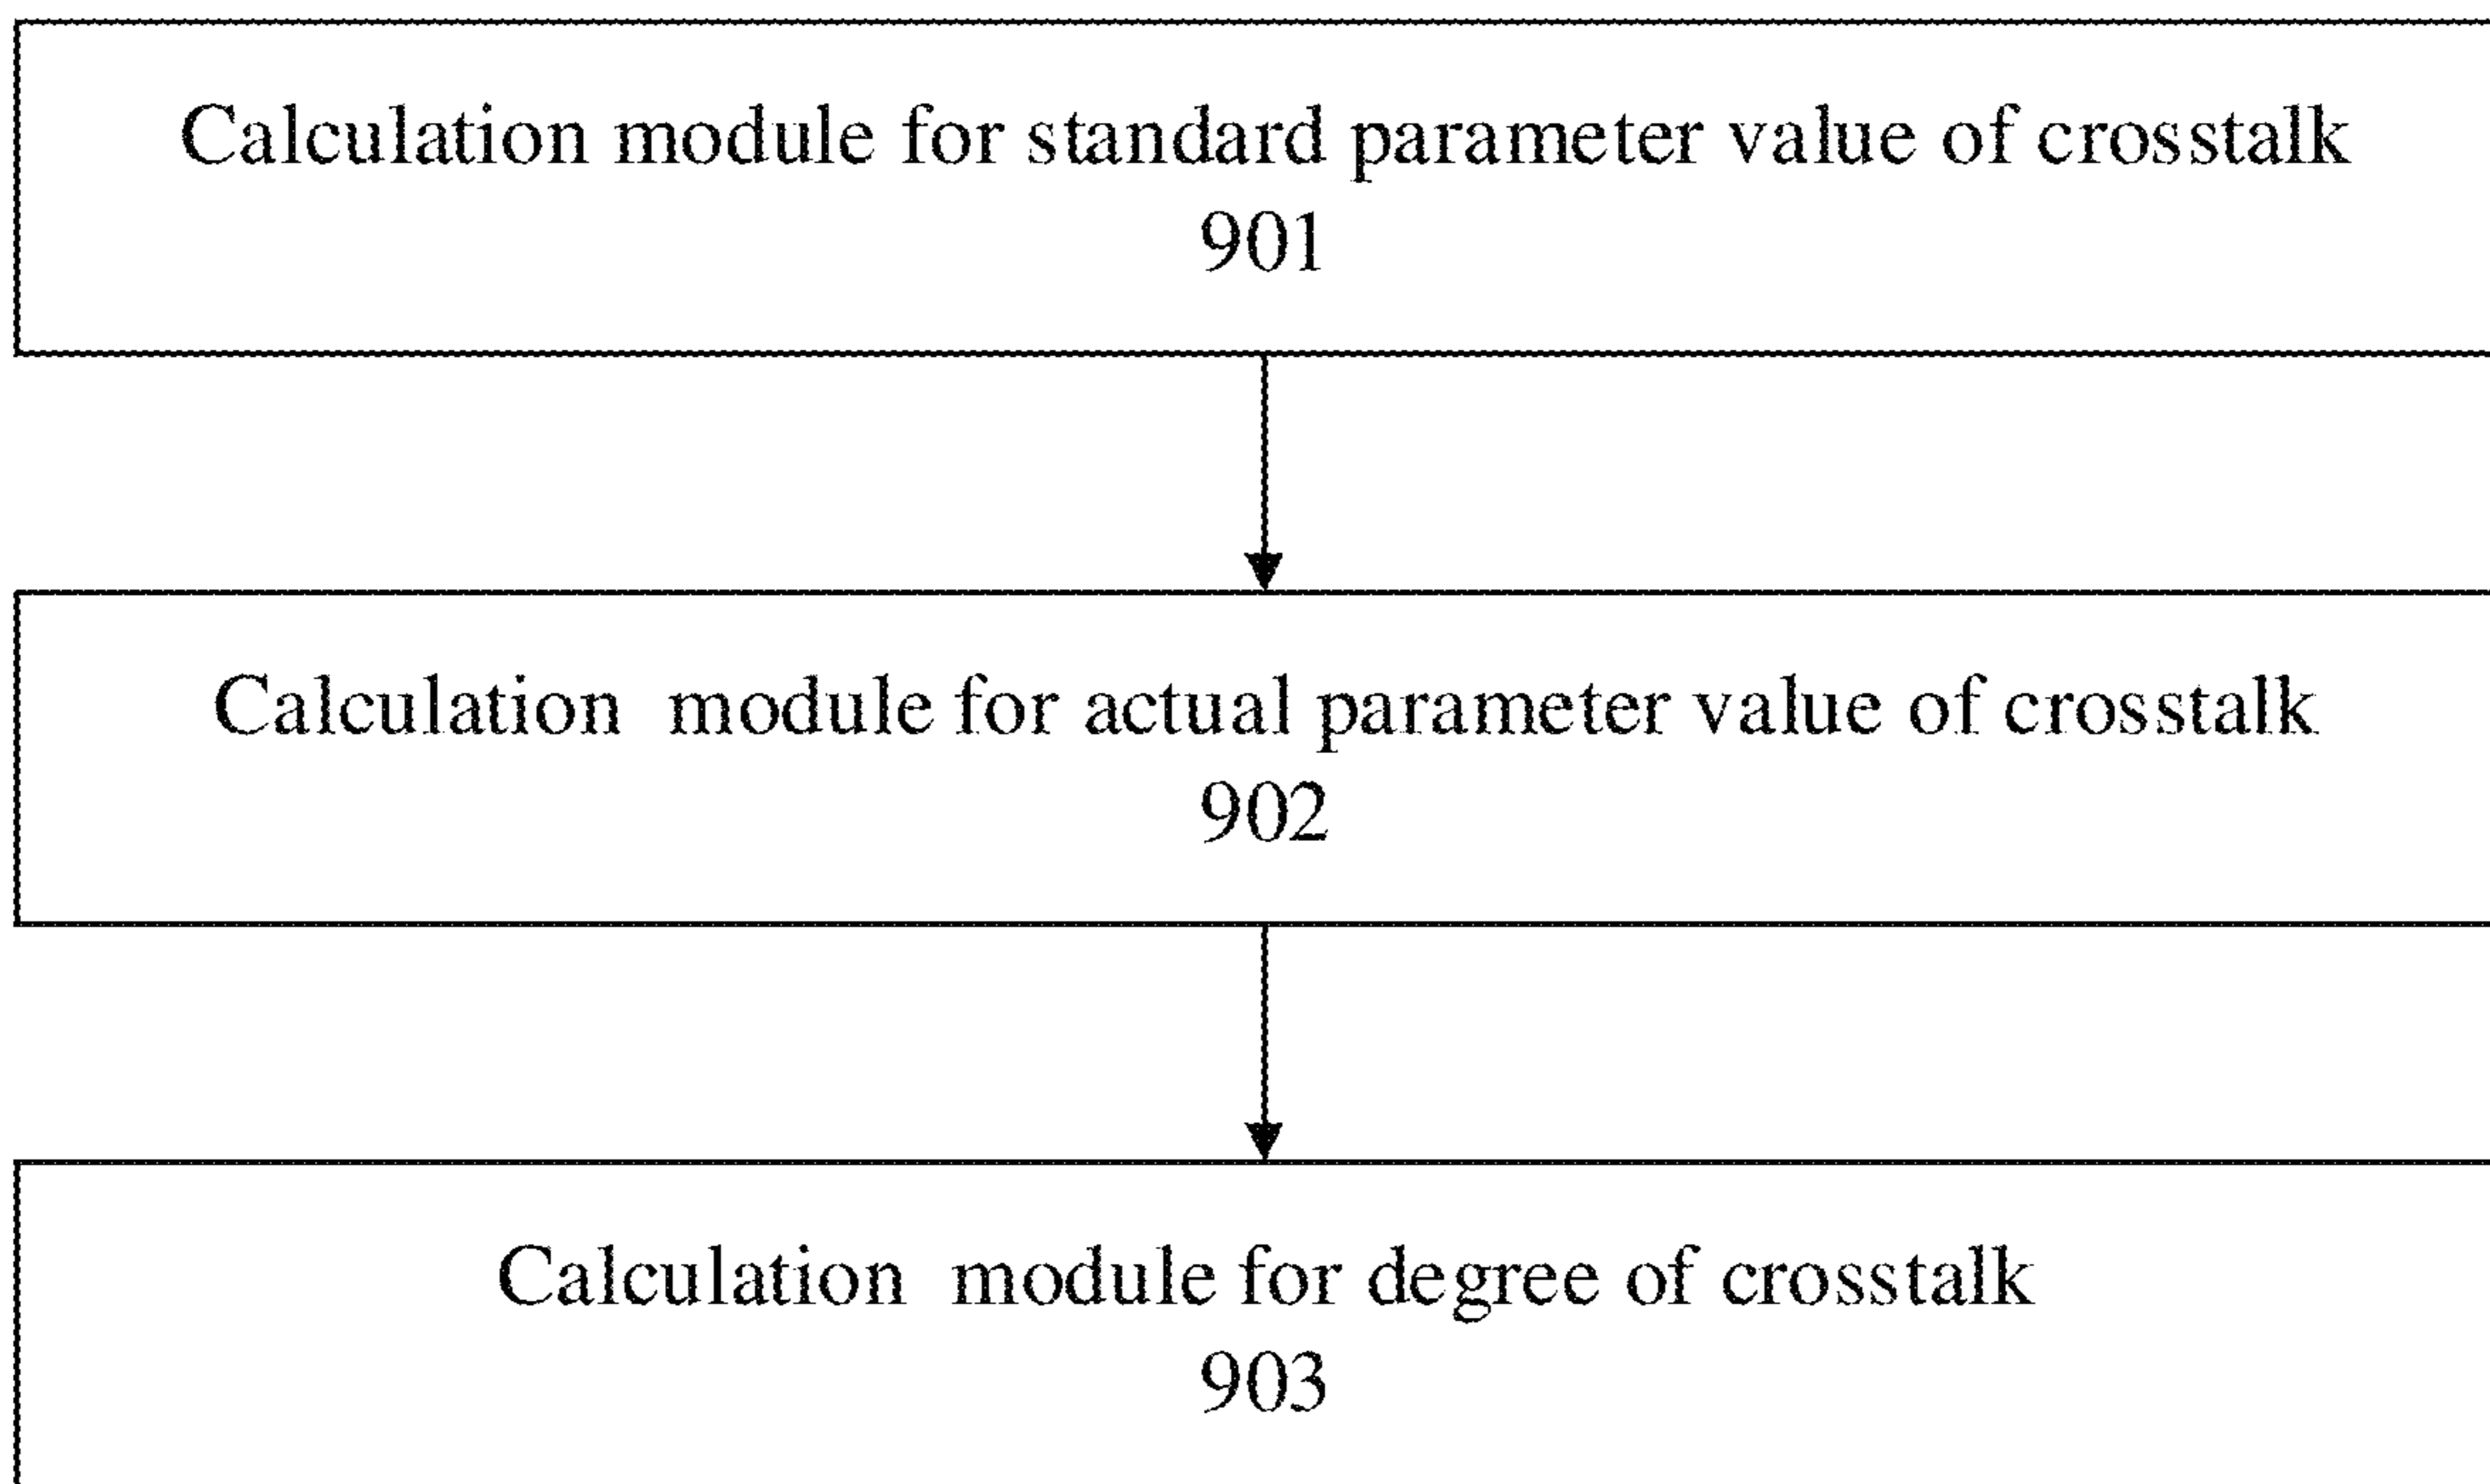 Calculation module for standard parameter value of crosstalk
901
Calculation module for actual parameter value of crosstalk
902
Calculation module for degree of crosstalk
903